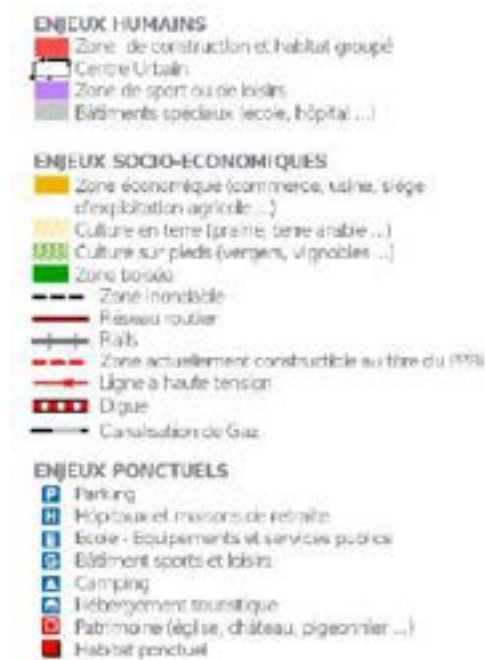 ENJEUX HUMAINS
Zone de construction et habitat groupé
Centre Urbain
Zone de sport ou de loisirs
Bâtiments spéciaux (école, hôpital ...)
ENJEUX SOCIO-ECONOMIQUES
Zone économique (commerce, usine, siège
d'exploitation agricole ...)
Culture en terre (prairie, terre arable ...)
Culture sur pieds (vergers, vignobles ...)
Zone boisée
Zone inondable
Réseau routier
Rails
Zone actuellement constructible au titre du PPRi
Ligne à haute tension
Digue
Canalisation de Gaz
ENJEUX PONCTUELS
P Parking
H Hôpitaux et maisons de retraite
E Ecole - Equipements et services publics
Bâtiment sports et loisirs
Camping
Hébergement touristique
Patrimoine (église, château, pigeonnier ...)
Habitat ponctuel